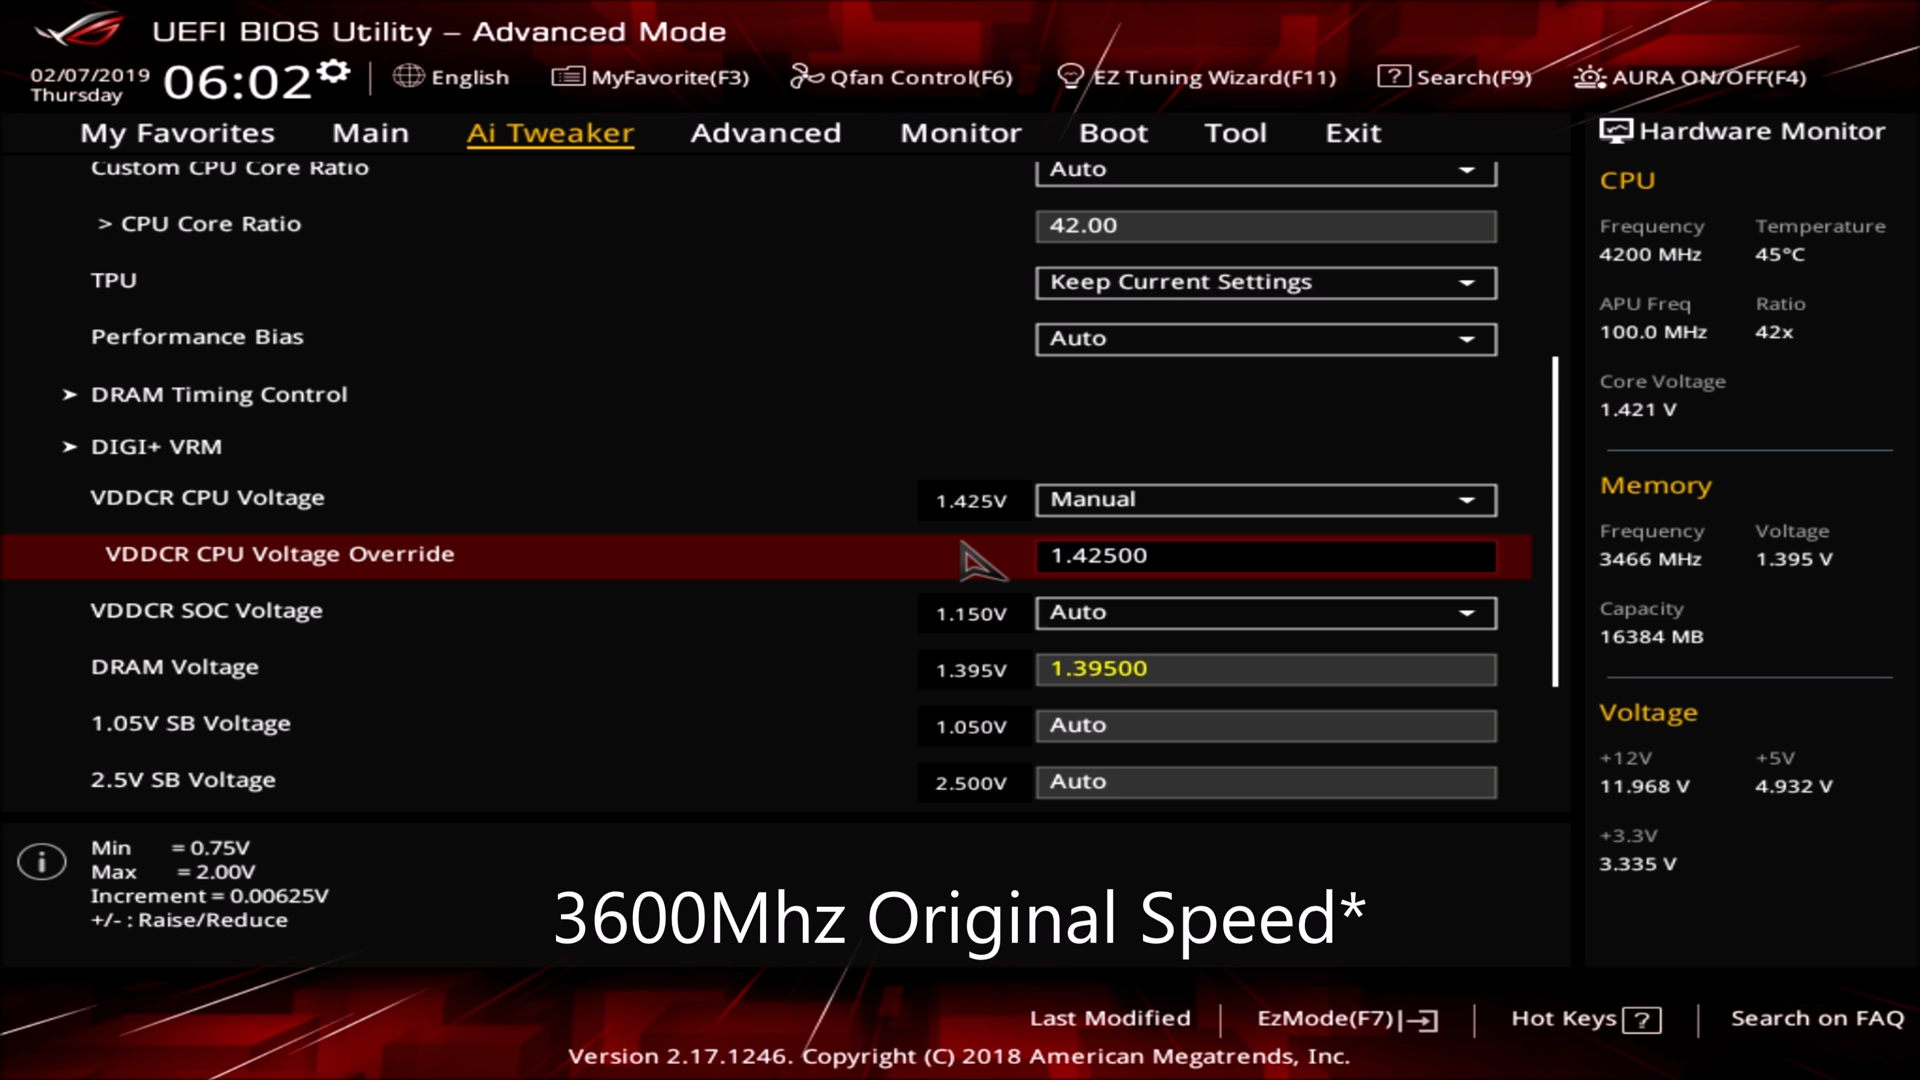 UEFI BIOS Utility – Advanced Mode
02/07/2019
Thursday
06:02
English
MyFavorite(F3)
Qfan Control(F6)
EZ Tuning Wizard(F11)
Search(F9)
AURA ON/OFF(F4)
My Favorites
Main
Ai Tweaker
Advanced
Monitor
Boot
Tool
Exit
Custom CPU Core Ratio
Auto
> CPU Core Ratio
42.00
TPU
Keep Current Settings
Performance Bias
Auto
DRAM Timing Control
DIGI+ VRM
VDDCR CPU Voltage
1.425V
Manual
VDDCR CPU Voltage Override
1.42500
VDDCR SOC Voltage
1.150V
Auto
DRAM Voltage
1.395V
1.39500
1.05V SB Voltage
1.050V
Auto
2.5V SB Voltage
2.500V
Auto
Hardware Monitor
CPU
Frequency
Temperature
4200 MHz
45°C
APU Freq
Ratio
100.0 MHz
42x
Core Voltage
1.421 V
Memory
Frequency
Voltage
3466 MHz
1.395 V
Capacity
16384 MB
Voltage
+12V
+5V
11.968 V
4.932 V
+3.3V
3.335 V
Min = 0.75V
Max = 2.00V
Increment = 0.00625V
+/- : Raise/Reduce
3600Mhz Original Speed*
Last Modified
EzMode(F7)
Hot Keys ?
Search on FAQ
Version 2.17.1246. Copyright (C) 2018 American Megatrends, Inc.